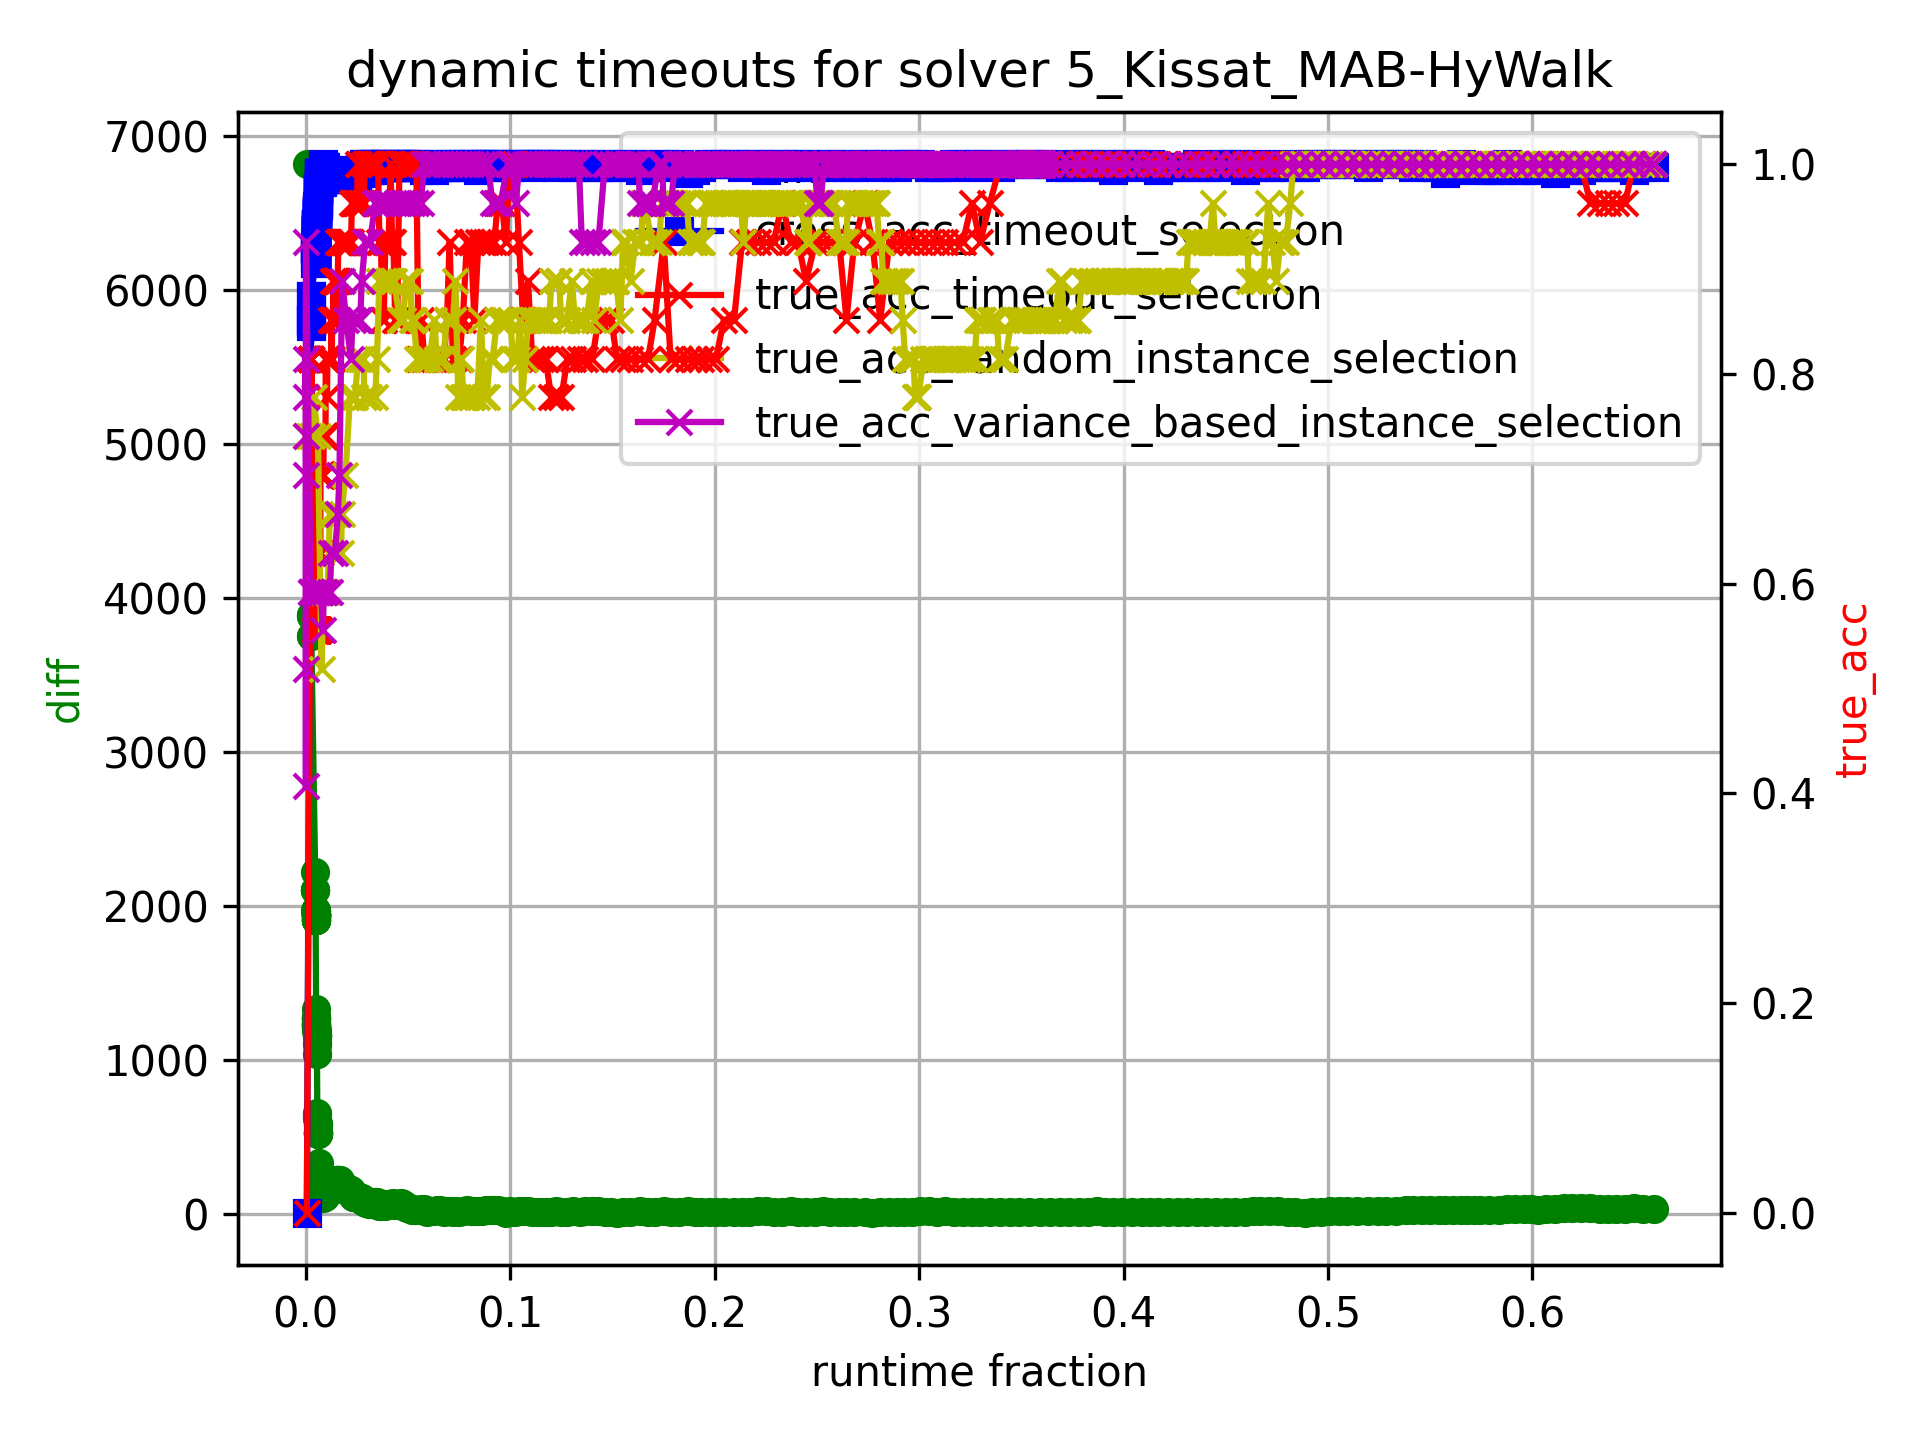 dynamic timeouts for solver 5_Kissat_MAB-HyWalk
7000
6000
5000
4000
3000
2000
1000
0
diff
cross_acc_timeout_selection
true_acc_timeout_selection
true_acc_random_instance_selection
true_acc_variance_based_instance_selection
1.0
0.8
0.6
0.4
0.2
0.0
true_acc
0.0 0.1 0.2 0.3 0.4 0.5 0.6
runtime fraction